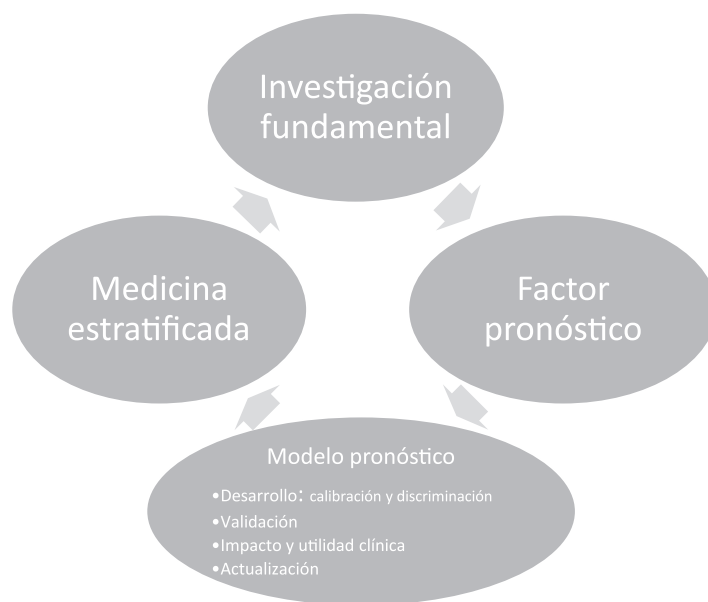 Investigación
fundamental
Medicina
estratificada
Factor
pronóstico
Modelo pronóstico
•Desarrollo: calibración y discriminación
•Validación
•Impacto y utilidad clínica
•Actualización